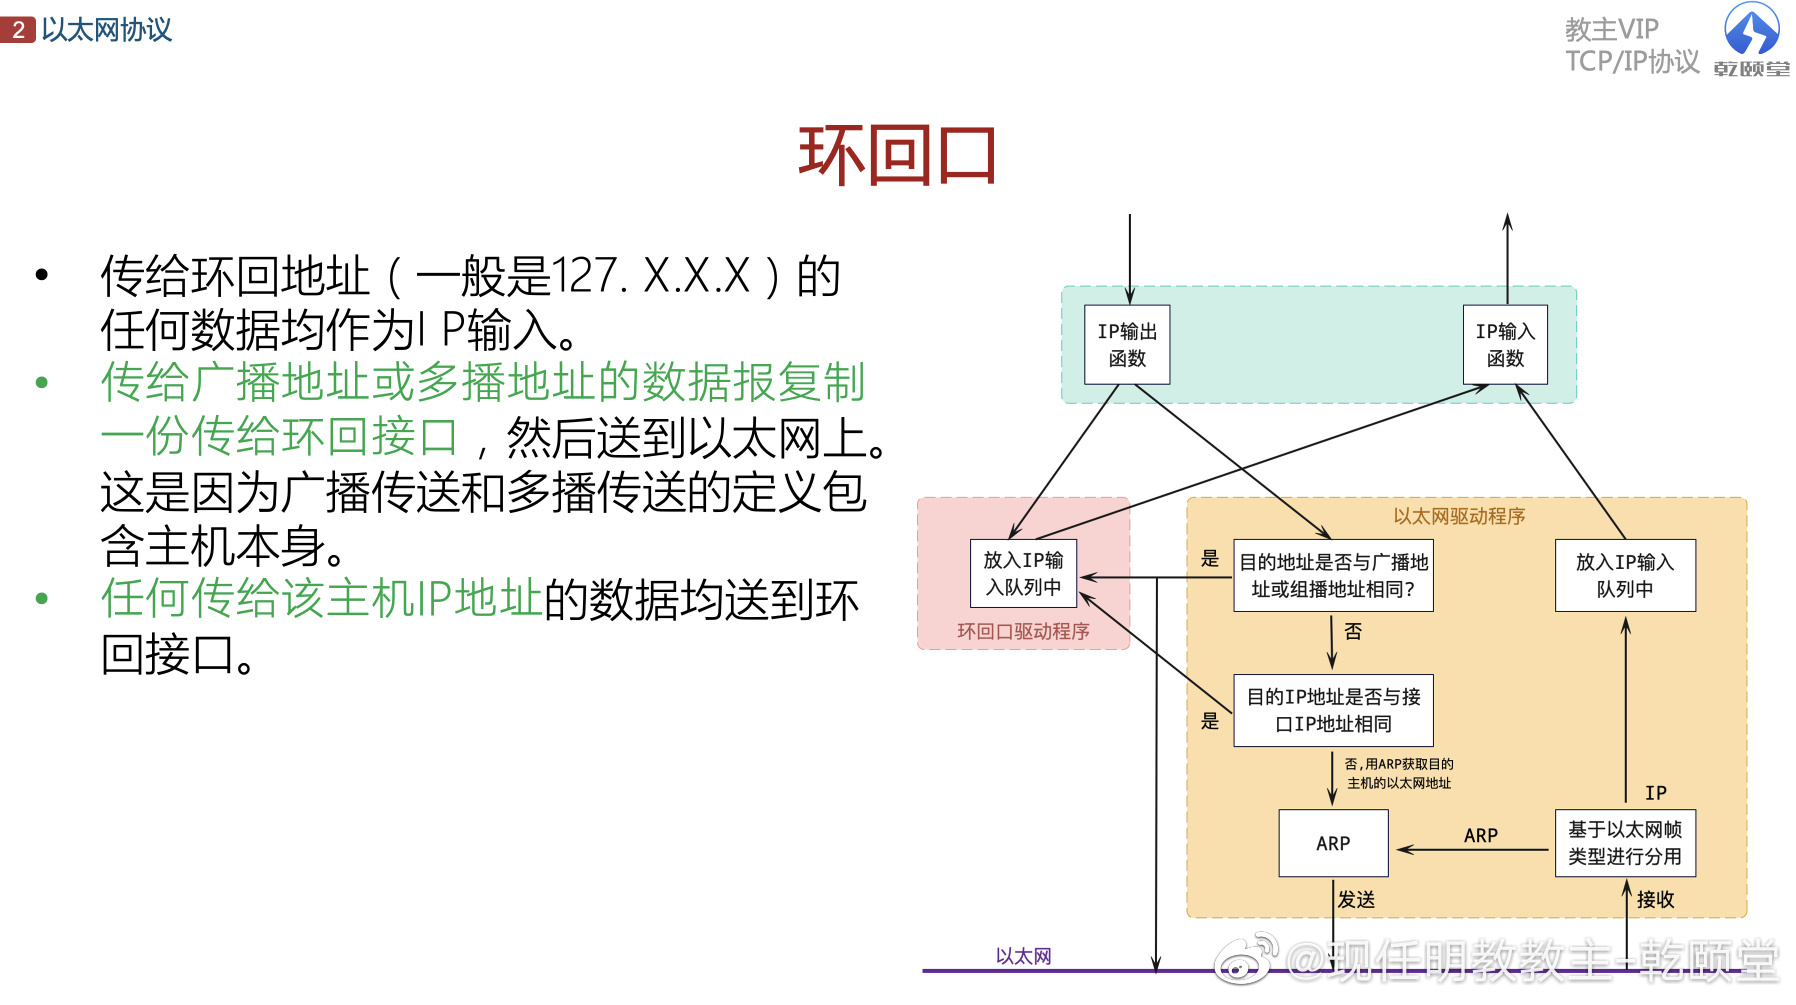 2 以太网协议
教主VIP
TCP/IP协议
乾颐堂
环回口
• 传给环回地址（一般是127. X.X.X）的
任何数据均作为I P输入。
• 传给广播地址或多播地址的数据报复制
一份传给环回接口，然后送到以太网上。
这是因为广播传送和多播传送的定义包
含主机本身。
• 任何传给该主机IP地址的数据均送到环
回接口。
IP输出
函数
IP输入
函数
以太网驱动程序
放入IP输
入队列中
环回口驱动程序
是
目的地址是否与广播地
址或组播地址相同?
放入IP输入
队列中
否
目的IP地址是否与接
口IP地址相同
是
否,用ARP获取目的
主机的以太网地址
IP
ARP
ARP
基于以太网帧
类型进行分用
发送
接收
以太网
@现任明教教主-乾颐堂